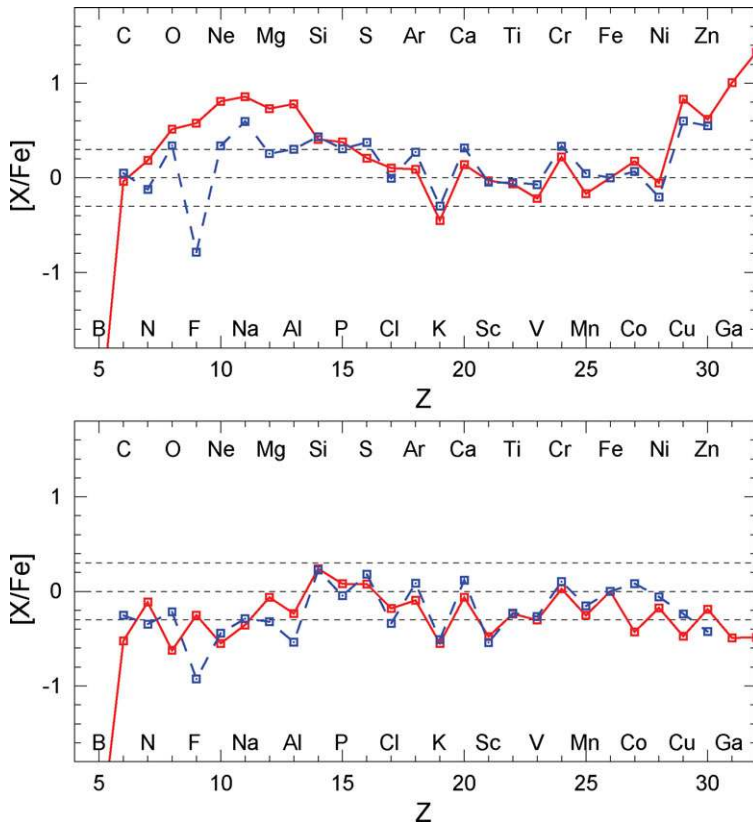 C O Ne Mg Si S Ar Ca Ti Cr Fe Ni Zn
1
0
-1
[X/Fe]
B N F Na Al P Cl K Sc V Mn Co Cu Ga
5 10 15 20 25 30
Z
C O Ne Mg Si S Ar Ca Ti Cr Fe Ni Zn
1
0
-1
[X/Fe]
B N F Na Al P Cl K Sc V Mn Co Cu Ga
5 10 15 20 25 30
Z